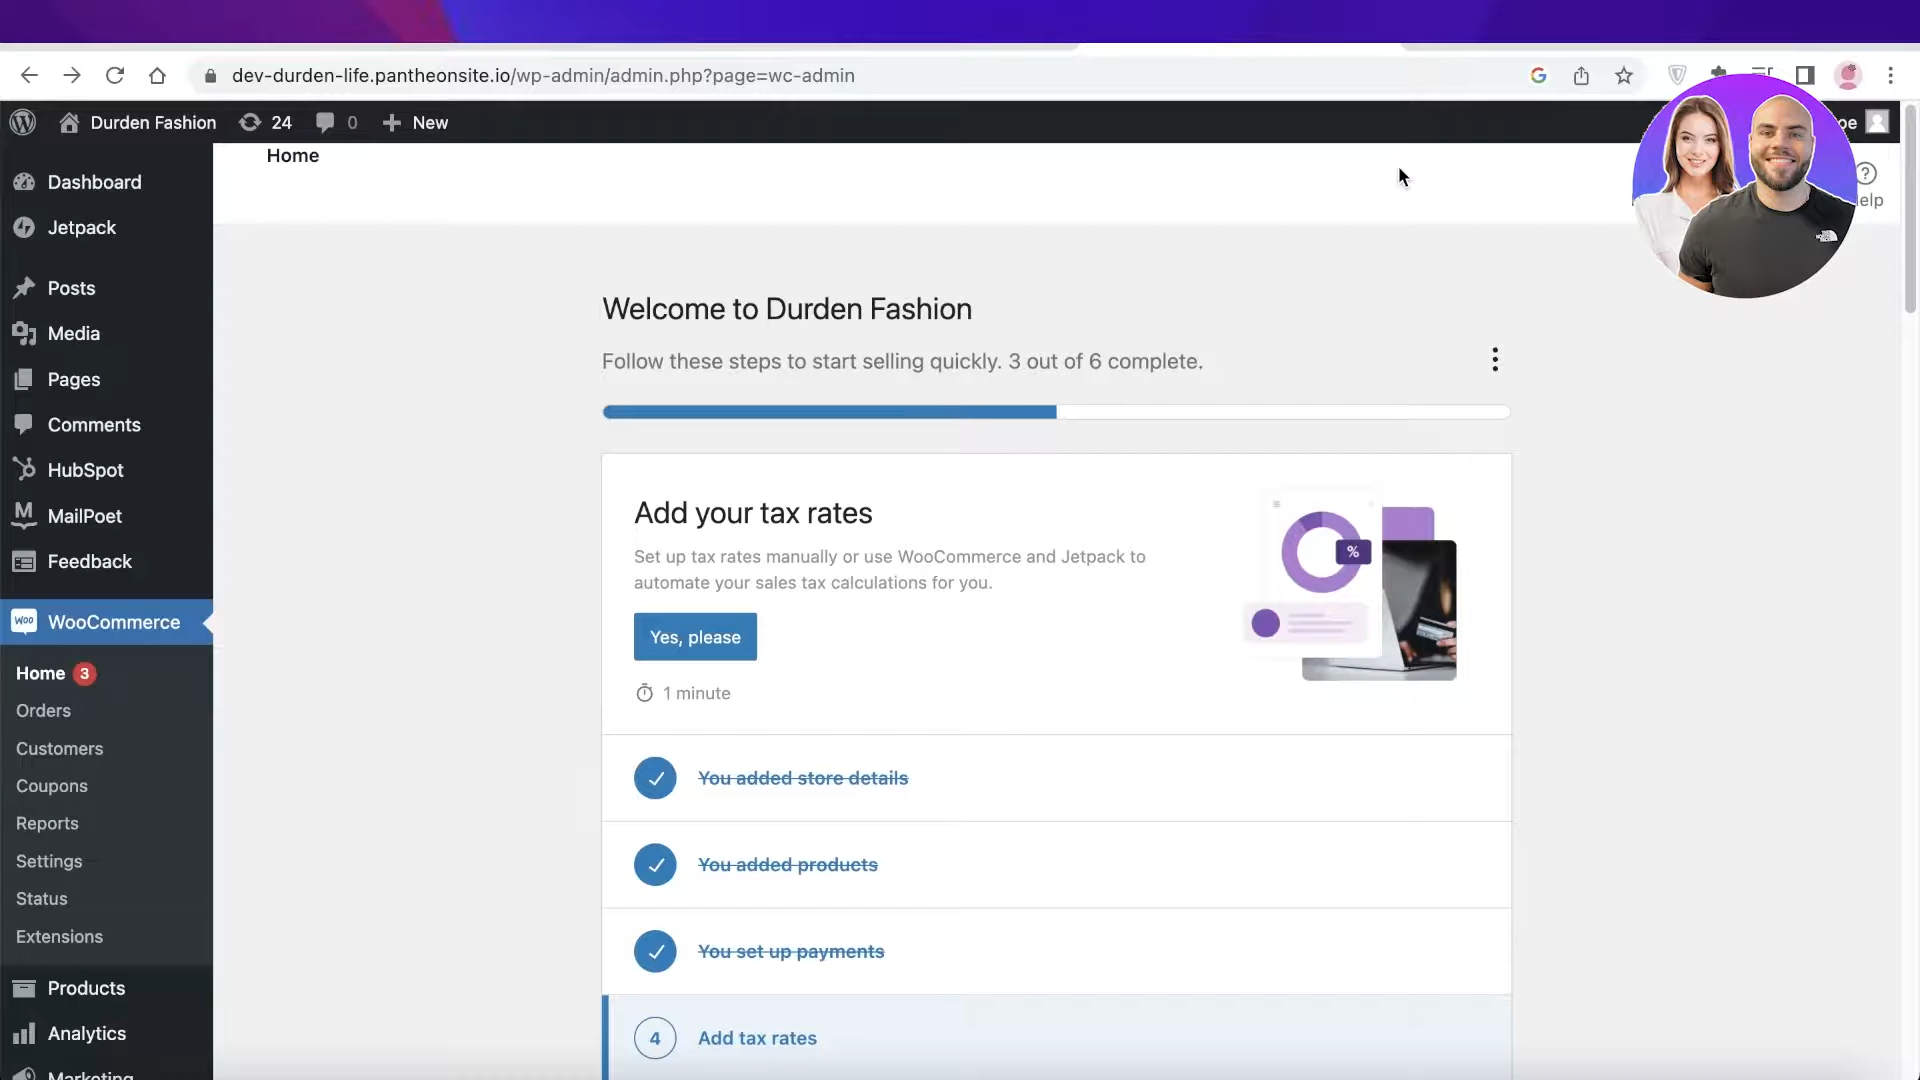 dev-durden-life.pantheonsite.io/wp-admin/admin.php?page=wc-admin
Durden Fashion
24
0
New
Home
Dashboard
Jetpack
Posts
Media
Pages
Comments
HubSpot
MailPoet
Feedback
WooCommerce
Home 3
Orders
Customers
Coupons
Reports
Settings
Status
Extensions
Products
Analytics
Marketing
Welcome to Durden Fashion
Follow these steps to start selling quickly. 3 out of 6 complete.
Add your tax rates
Set up tax rates manually or use WooCommerce and Jetpack to
automate your sales tax calculations for you.
Yes, please
1 minute
%
You added store details
You added products
You set up payments
4 Add tax rates